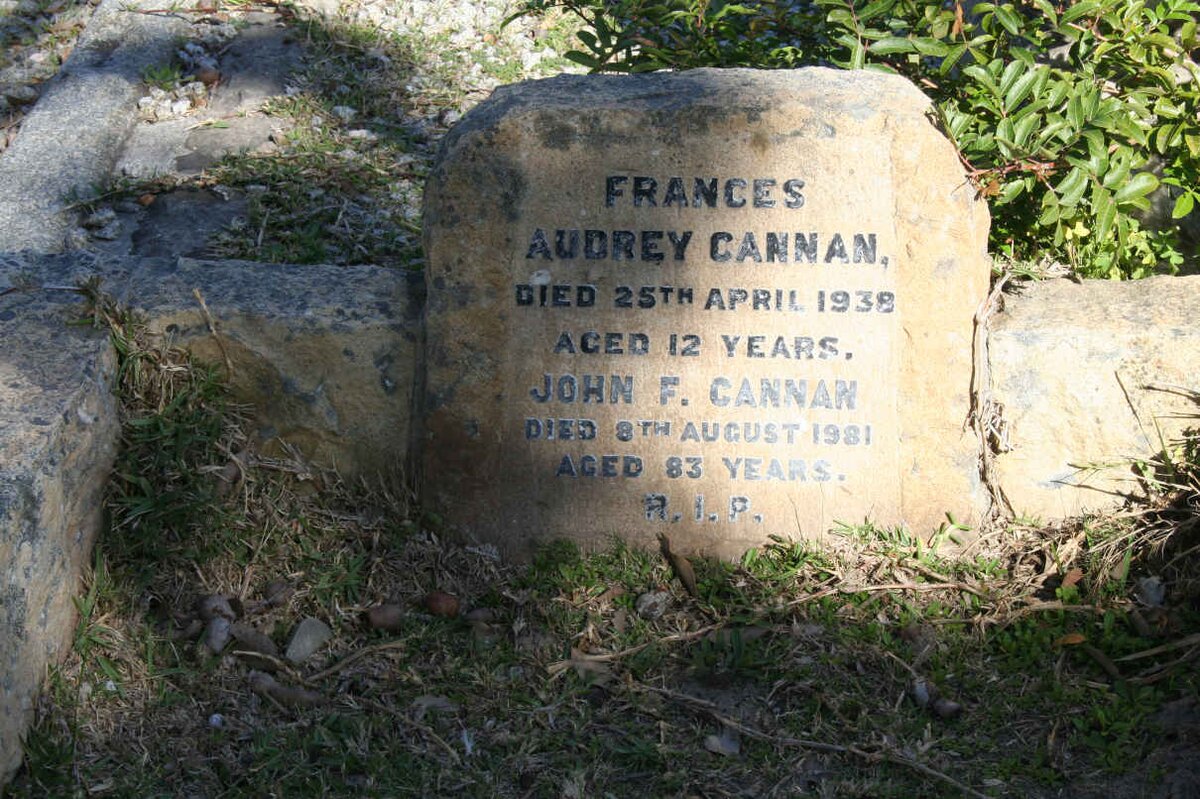 FRANCES
AUDREY CANNAN,
DIED 25TH APRIL 1938
AGED 12 YEARS.
JOHN F. CANNAN
DIED 8TH AUGUST 1981
AGED 83 YEARS.
R.I.P.